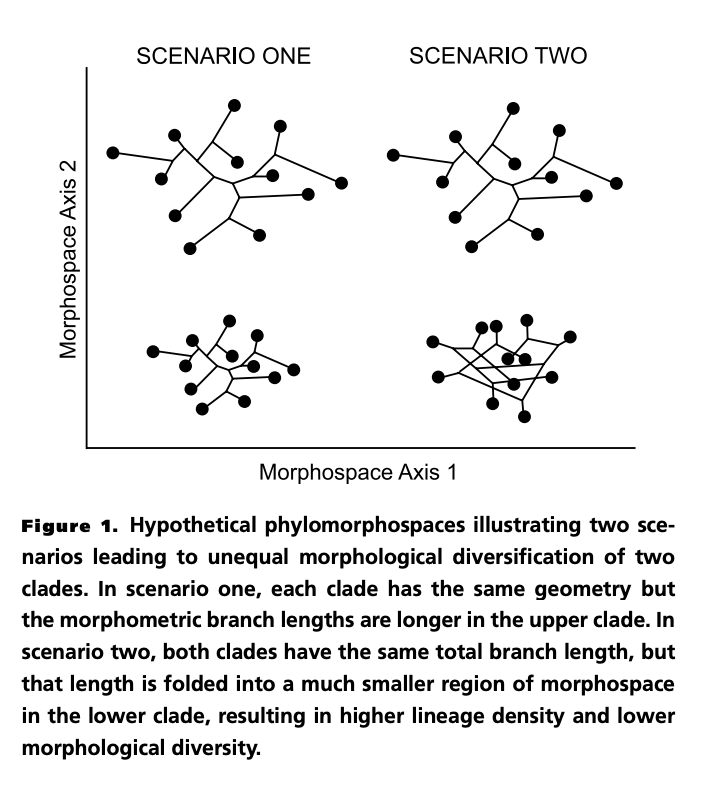 SCENARIO ONE
SCENARIO TWO
Morphospace Axis 2
Morphospace Axis 1
Figure 1. Hypothetical phylomorphospaces illustrating two sce-
narios leading to unequal morphological diversification of two
clades. In scenario one, each clade has the same geometry but
the morphometric branch lengths are longer in the upper clade. In
scenario two, both clades have the same total branch length, but
that length is folded into a much smaller region of morphospace
in the lower clade, resulting in higher lineage density and lower
morphological diversity.